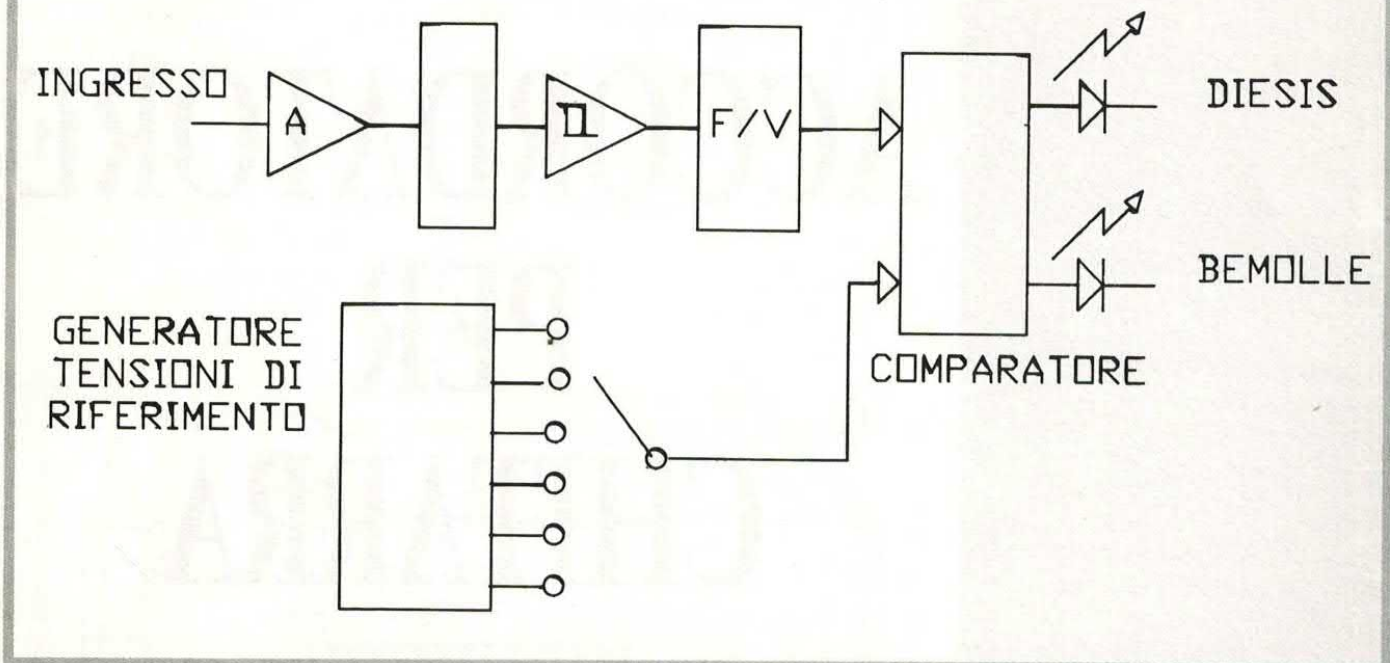 INGRESSO
A
F/V
DIESIS
BEMOLLE
GENERATORE
TENSIONI DI
RIFERIMENTO
COMPARATORE